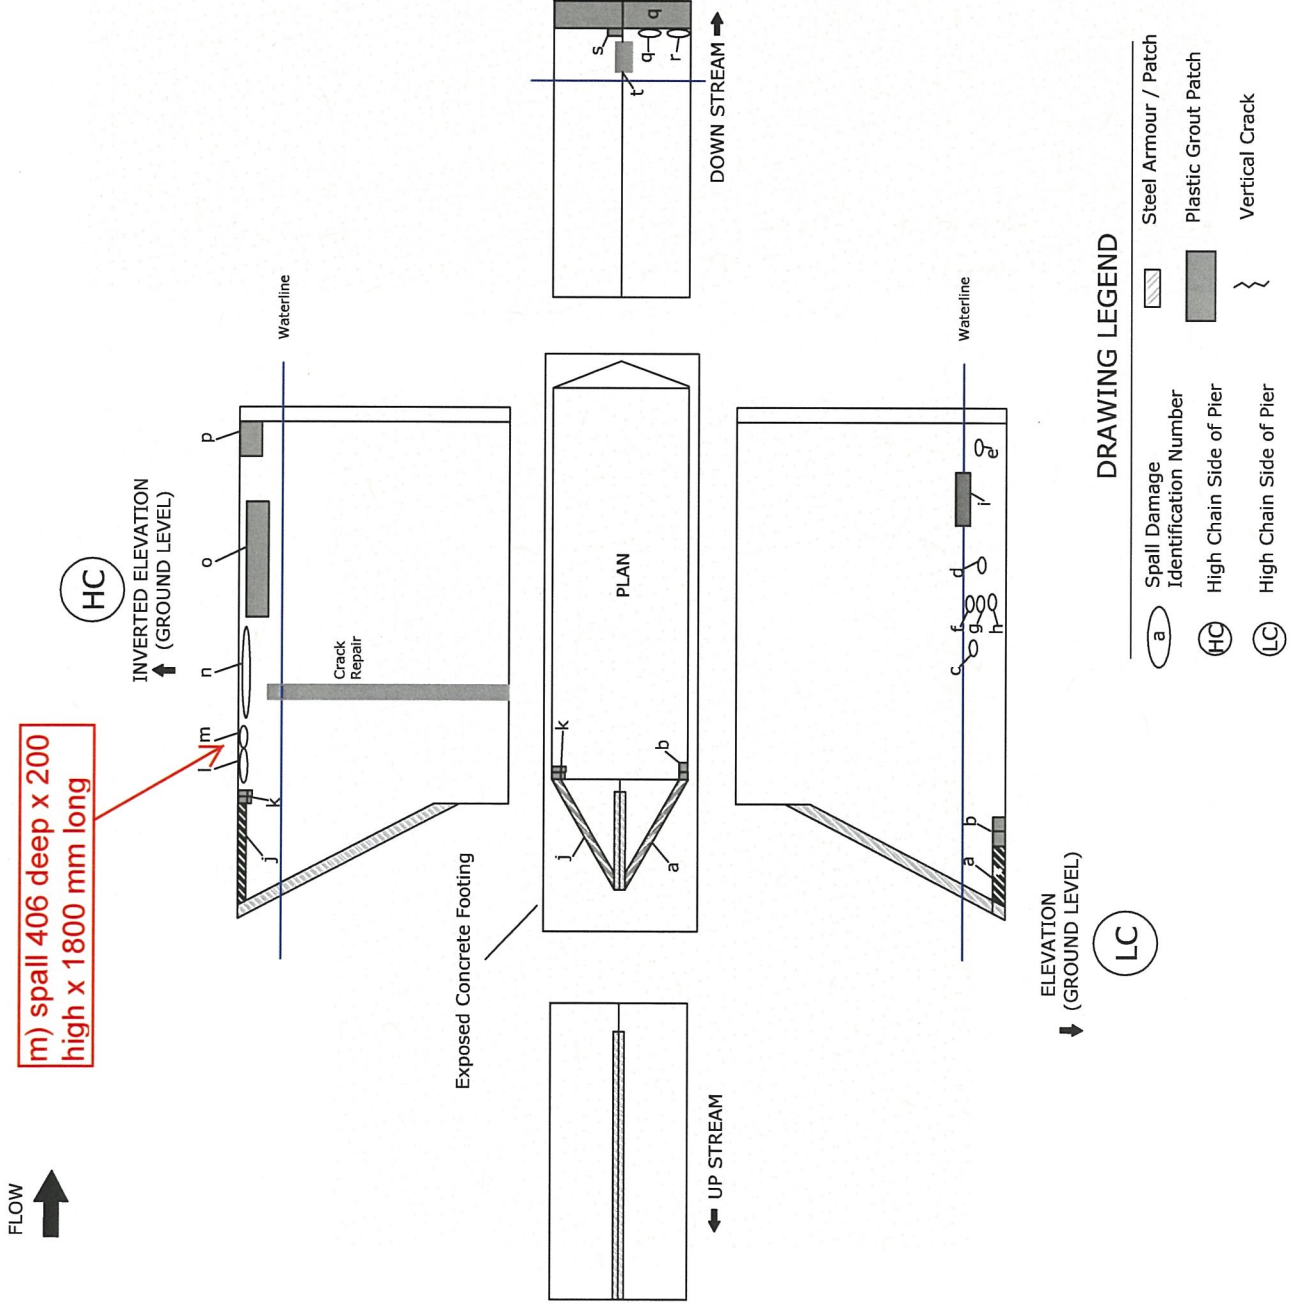 FLOW
m) spall 406 deep x 200
high x 1800 mm long
HC
INVERTED ELEVATION
(GROUND LEVEL)
l
m
n
o
p
j
k
Crack
Repair
Waterline
Exposed Concrete Footing
PLAN
j
k
a
b
UP STREAM
DOWN STREAM
s
t
q
r
q
Waterline
a
b
c
f
g
h
d
i
e
ELEVATION
(GROUND LEVEL)
LC
DRAWING LEGEND
a
Spall Damage
Identification Number
HC
High Chain Side of Pier
LC
High Chain Side of Pier
Steel Armour / Patch
Plastic Grout Patch
Vertical Crack